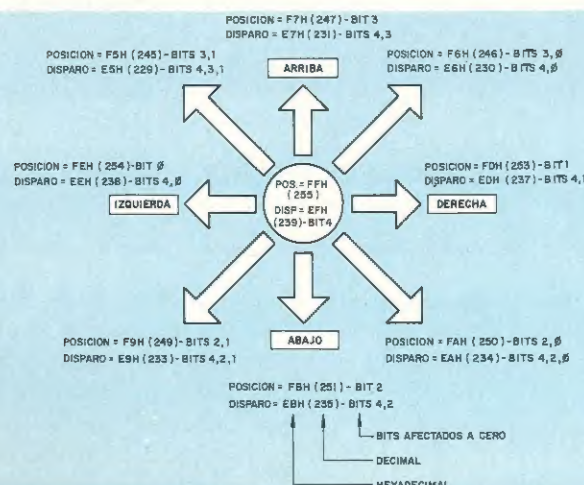 POSICION = F7H (247)-BIT 3
DISPARO = E7H (231)-BITS 4,3
ARRIBA
POSICION = F5H (245)-BITS 3,1
DISPARO = E5H (229)-BITS 4,3,1
POSICION = F6H (246)-BITS 3,Ø
DISPARO = E6H (230)-BITS 4,Ø
POSICION = FEH (254)-BIT Ø
DISPARO = EEH (238)-BITS 4,Ø
IZQUIERDA
POS.= FFH
(255)
DISP = EFH
(239)-BIT4
POSICION = FDH (253)-BIT 1
DISPARO = EDH (237)-BITS 4,1
DERECHA
POSICION = F9H (249)-BITS 2,1
DISPARO = E9H (233)-BITS 4,2,1
ABAJO
POSICION = FAH (250)-BITS 2,Ø
DISPARO = EAH (234)-BITS 4,2,Ø
POSICION = FBH (251)-BIT 2
DISPARO = EBH (235)-BITS 4,2
BITS AFECTADOS A CERO
DECIMAL
HEXADECIMAL